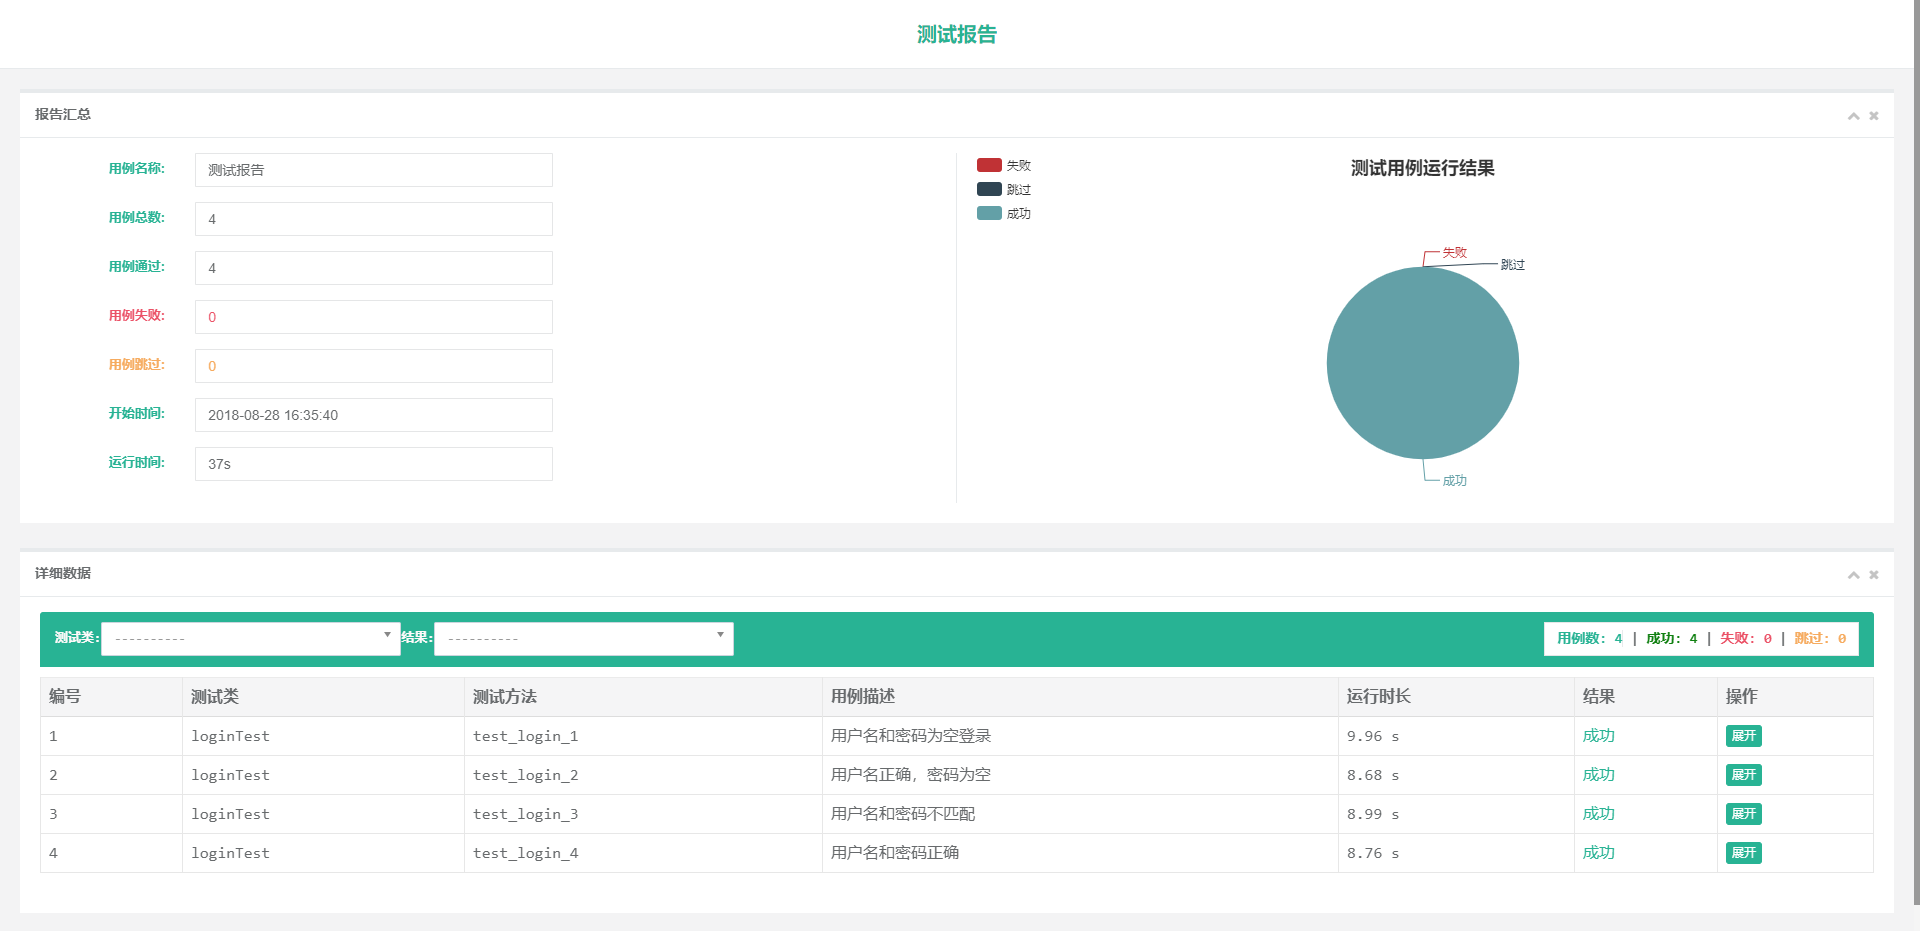 测试报告
报告汇总
用例名称: 测试报告
用例总数: 4
用例通过: 4
用例失败: 0
用例跳过: 0
开始时间: 2018-08-28 16:35:40
运行时间: 37s
失败
跳过
成功
测试用例运行结果
失败
跳过
成功
详细数据
测试类: ---------- 结果: ---------- 用例数: 4 | 成功: 4 | 失败: 0 | 跳过: 0
编号 测试类 测试方法 用例描述 运行时长 结果 操作
1 loginTest test_login_1 用户名和密码为空登录 9.96 s 成功 展开
2 loginTest test_login_2 用户名正确，密码为空 8.68 s 成功 展开
3 loginTest test_login_3 用户名和密码不匹配 8.99 s 成功 展开
4 loginTest test_login_4 用户名和密码正确 8.76 s 成功 展开